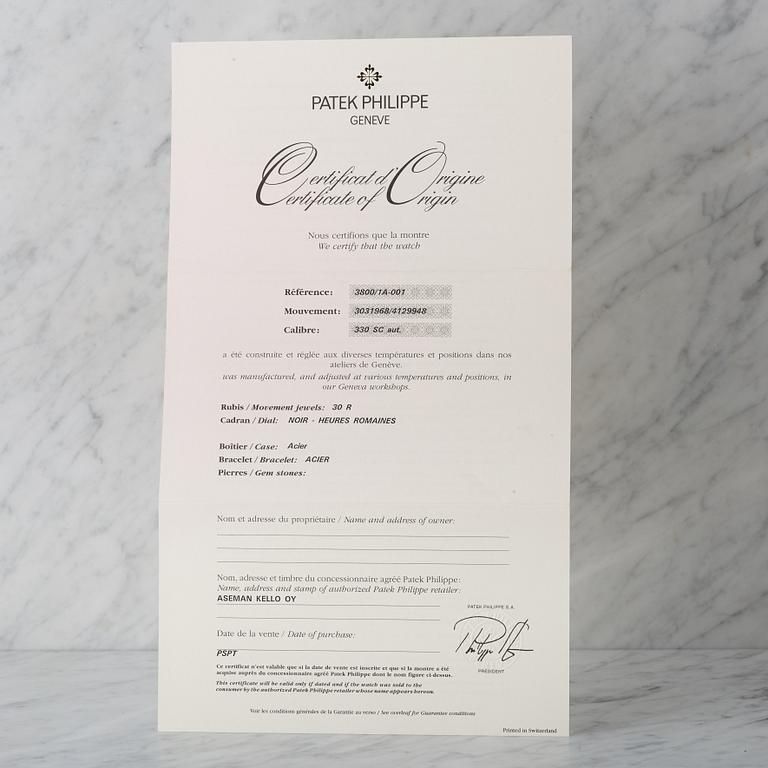 PATEK PHILIPPE
GENEVE
Certificat d'Origine
Certificate of Origin
Nous certifions que la montre
We certify that the watch
Référence: 3800/1A-001
Mouvement: 3031968/4129948
Calibre: 330 SC aut.
a été construite et réglée aux diverses températures et positions dans nos
ateliers de Genève.
was manufactured, and adjusted at various temperatures and positions, in
our Geneva workshops.
Rubis / Movement jewels: 30 R
Cadran / Dial: NOIR - HEURES ROMAINES
Boîtier / Case: Acier
Bracelet / Bracelet: ACIER
Pierres / Gem stones:
Nom et adresse du propriétaire / Name and address of owner:
Nom, adresse et timbre du concessionnaire agréé Patek Philippe:
Name, address and stamp of authorized Patek Philippe retailer:
ASEMAN KELLO OY
PATEK PHILIPPE S.A.
Date de la vente / Date of purchase:
PSPT
PRÉSIDENT
Ce certificat n'est valable que si la date de vente est inscrite et que si la montre a été
acquise auprès du concessionnaire agréé Patek Philippe dont le nom figure ci-dessus.
This certificate will be valid only if dated and if the watch was sold to the
consumer by the authorized Patek Philippe retailer whose name appears hereon.
Voir les conditions générales de la Garantie au verso / See overleaf for Guarantee conditions
Printed in Switzerland